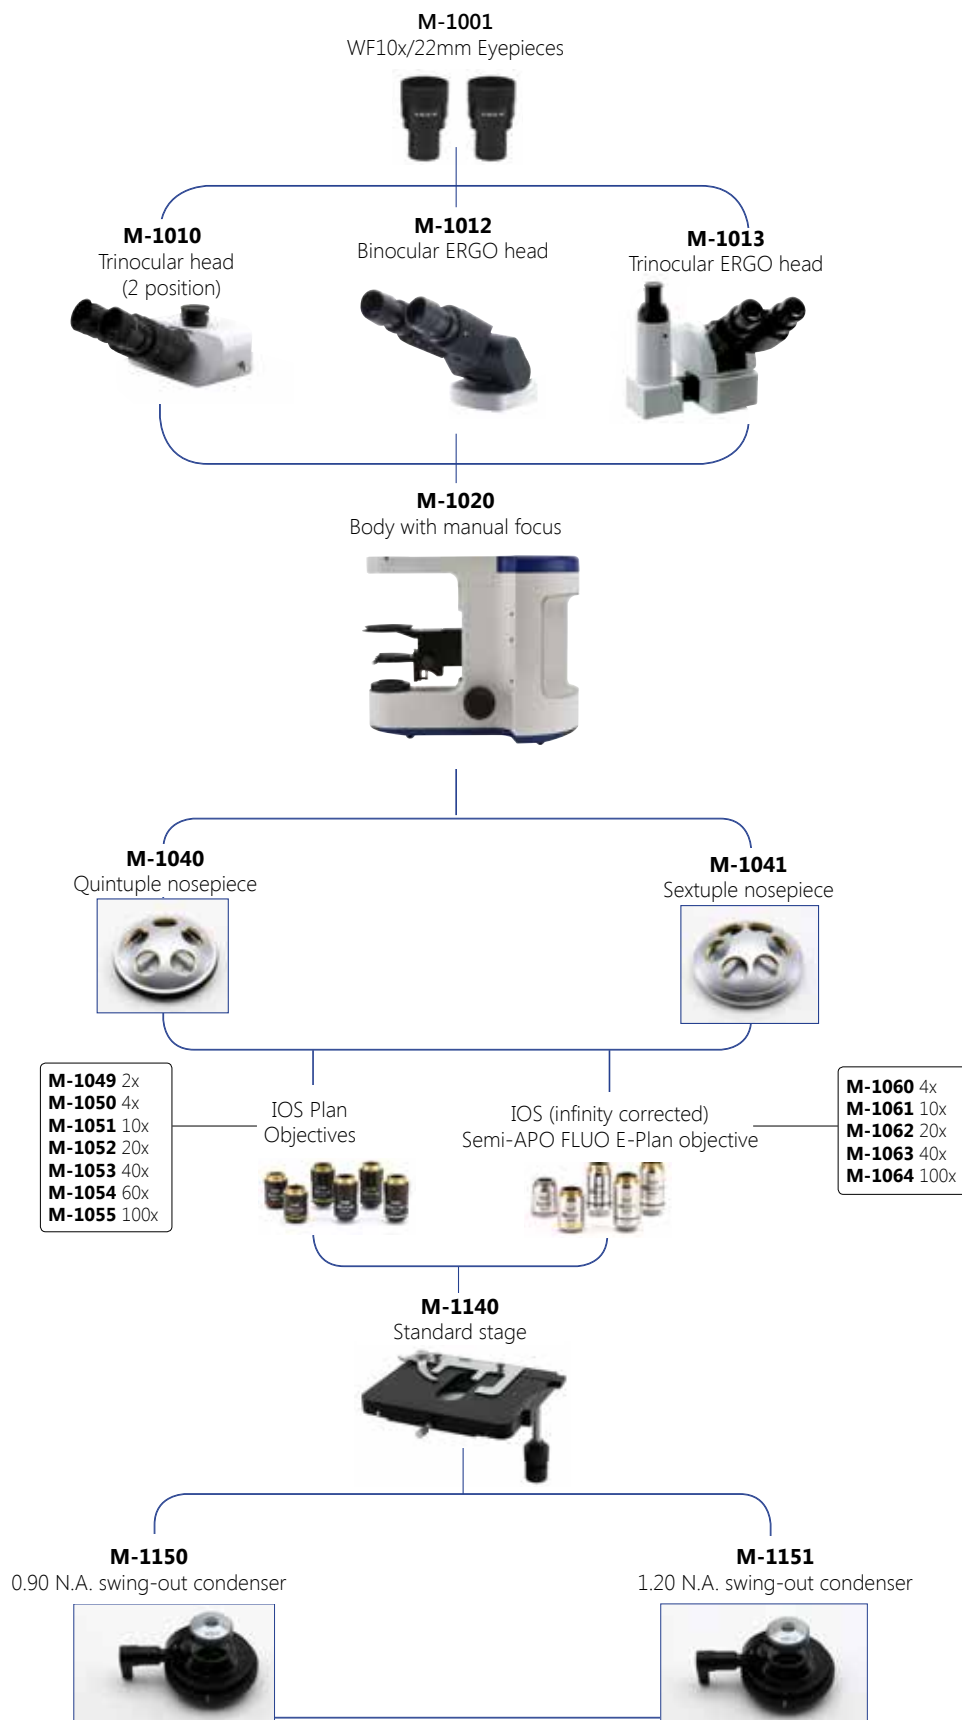 M-1001
WF10x/22mm Eyepieces
M-1010
Trinocular head
(2 position)
M-1012
Binocular ERGO head
M-1013
Trinocular ERGO head
M-1020
Body with manual focus
M-1040
Quintuple nosepiece
M-1041
Sextuple nosepiece
M-1049 2x
M-1050 4x
M-1051 10x
M-1052 20x
M-1053 40x
M-1054 60x
M-1055 100x
IOS Plan
Objectives
IOS (infinity corrected)
Semi-APO FLUO E-Plan objective
M-1060 4x
M-1061 10x
M-1062 20x
M-1063 40x
M-1064 100x
M-1140
Standard stage
M-1150
0.90 N.A. swing-out condenser
M-1151
1.20 N.A. swing-out condenser